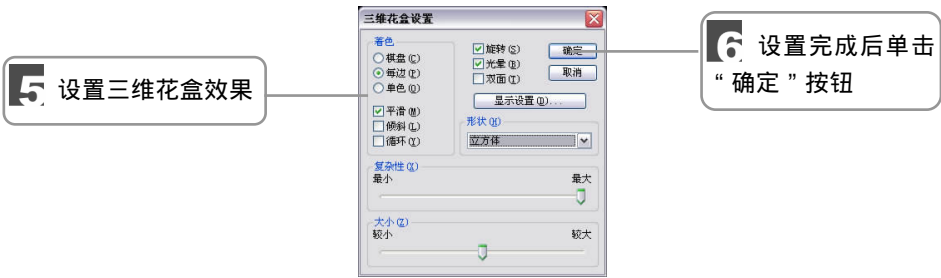 5 设置三维花盒效果
三维花盒设置
着色
棋盘(C)
每边(P)
单色(O)
平滑(M)
倾斜(L)
循环(Y)
旋转(S)
光晕(B)
双面(T)
确定
取消
显示设置(D)...
形状(H)
立方体
复杂性(X)
最小 最大
大小(Z)
较小 较大
6 设置完成后单击
“确定”按钮